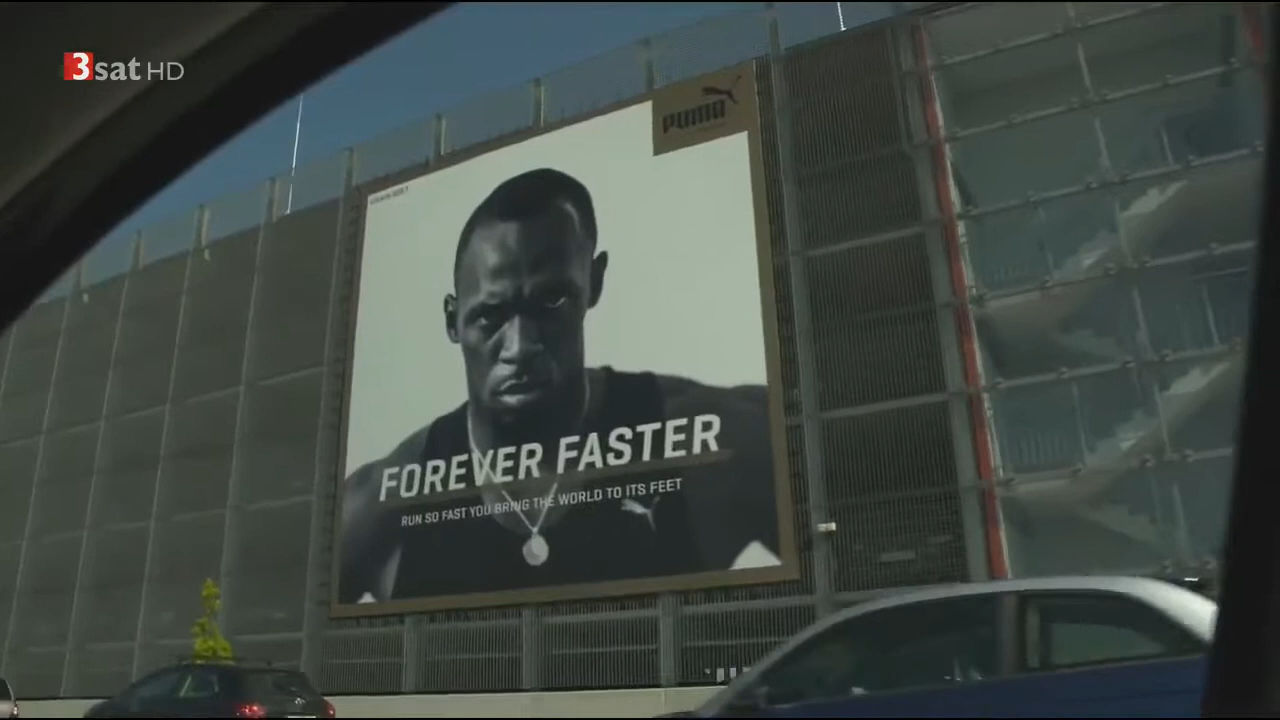 3sat HD
PUMA
FOREVER FASTER
RUN SO FAST YOU BRING THE WORLD TO ITS FEET